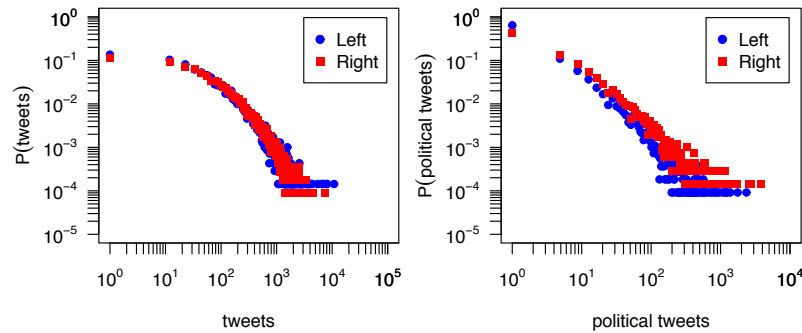 P(tweets)
10⁰
10⁻¹
10⁻²
10⁻³
10⁻⁴
10⁻⁵
Left
Right
10⁰
10¹
10²
10³
10⁴
10⁵
tweets
P(political tweets)
10⁰
10⁻¹
10⁻²
10⁻³
10⁻⁴
10⁻⁵
Left
Right
10⁰
10¹
10²
10³
10⁴
political tweets